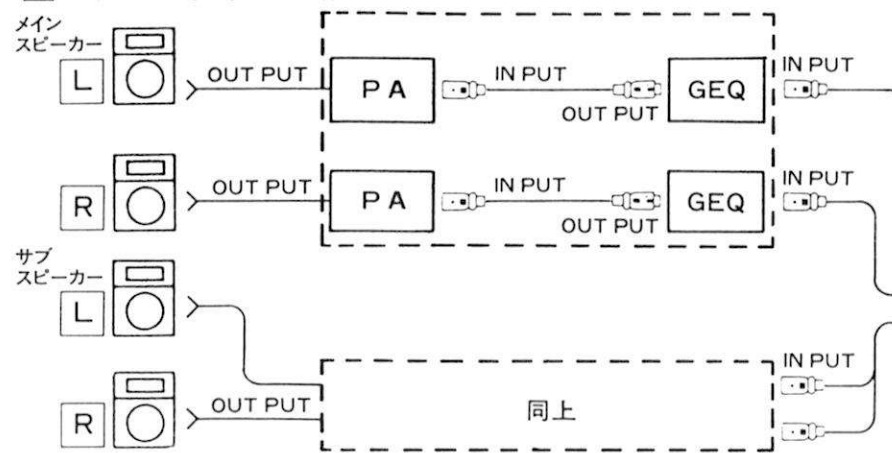 メイン
スピーカー
L
OUT PUT
PA
IN PUT
OUT PUT
GEQ
IN PUT
R
OUT PUT
PA
IN PUT
OUT PUT
GEQ
IN PUT
サブ
スピーカー
L
R
OUT PUT
同上
IN PUT